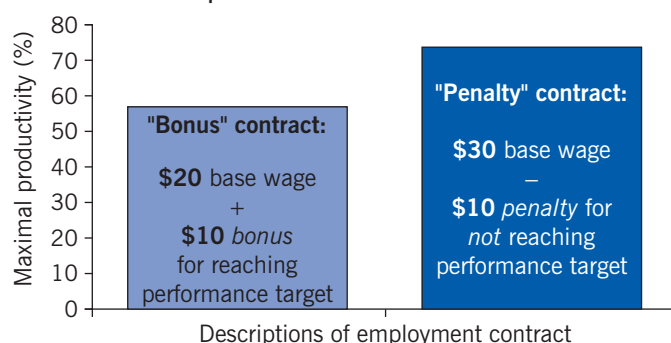 80
70
60
50
40
30
20
10
0
Maximal productivity (%)
"Bonus" contract:
$20 base wage
+
$10 bonus
for reaching
performance target
"Penalty" contract:
$30 base wage
–
$10 penalty for
not reaching
performance target
Descriptions of employment contract